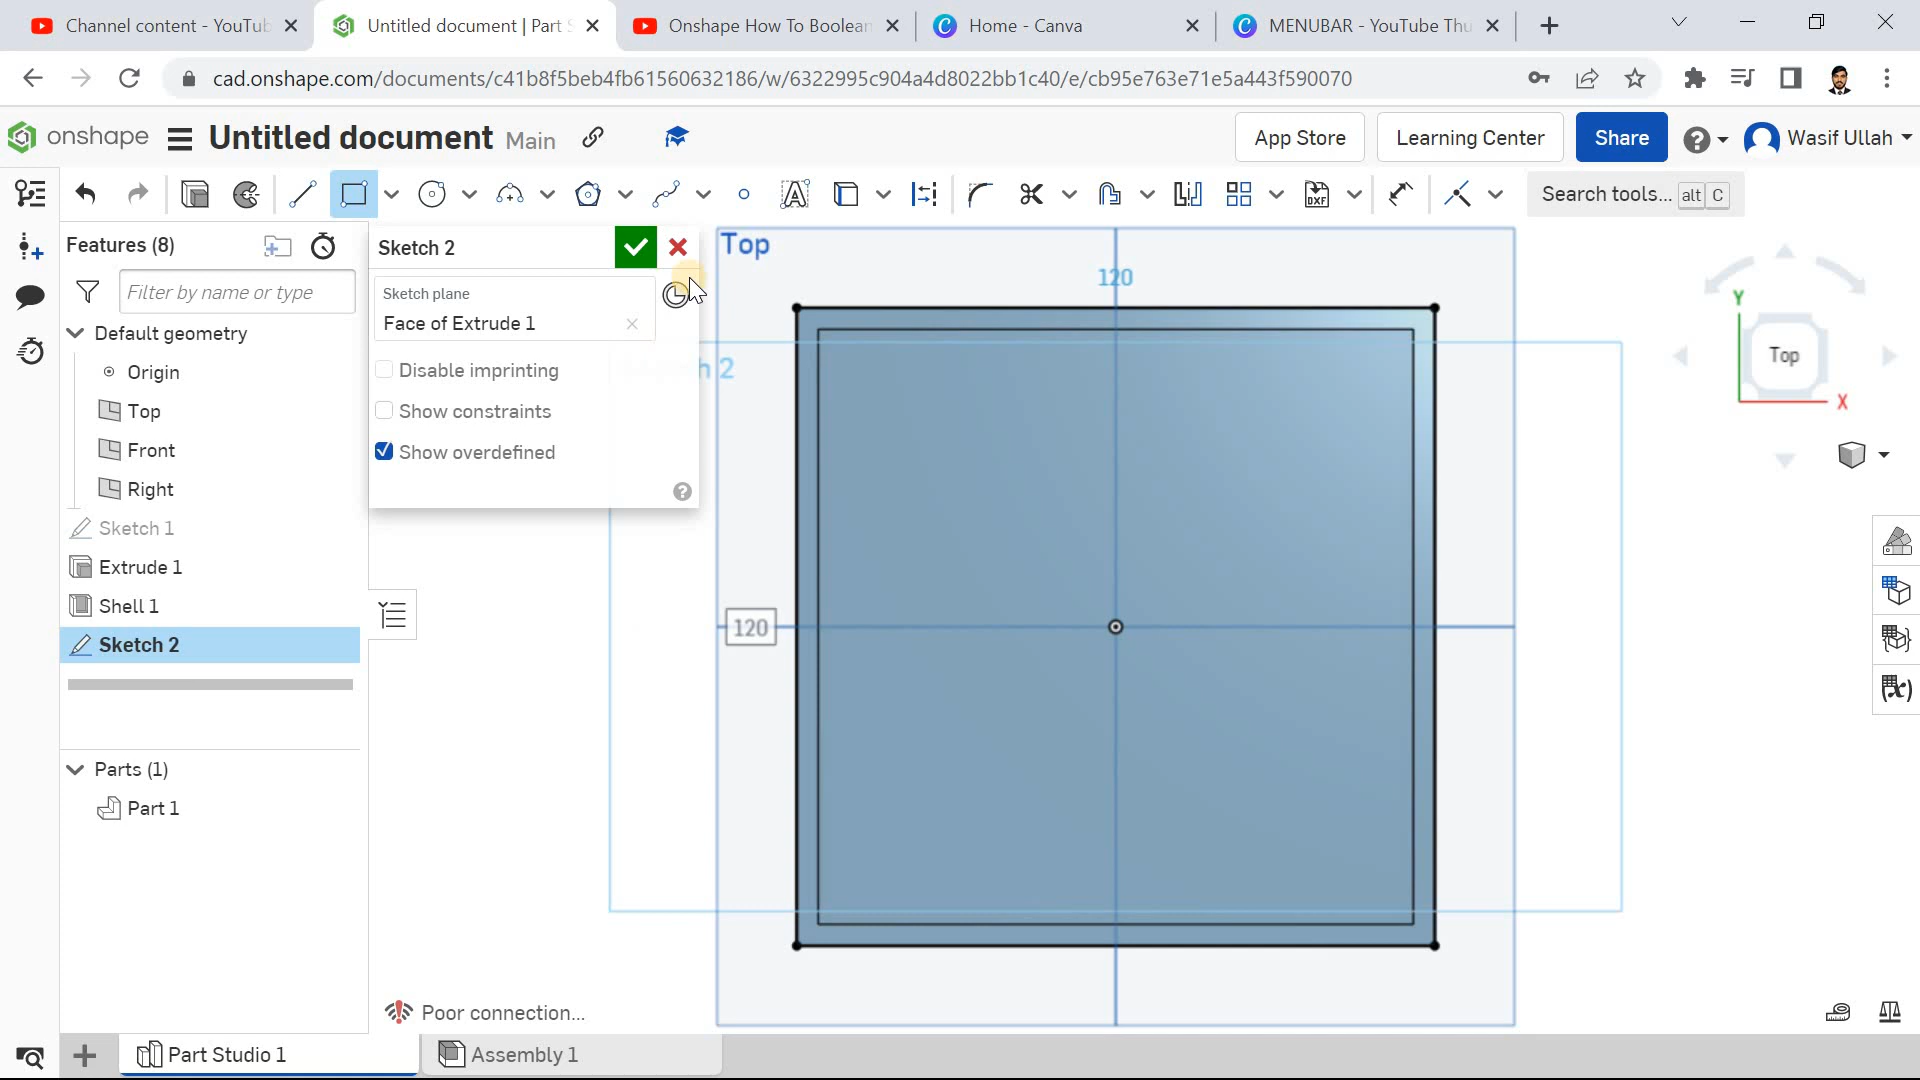 Channel content - YouTub
Untitled document | Part S
Onshape How To Boolean
Home - Canva
MENUBAR - YouTube Thu
cad.onshape.com/documents/c41b8f5beb4fb61560632186/w/6322995c904a4d8022bb1c40/e/cb95e763e71e5a443f590070
onshape
Untitled document
Main
App Store
Learning Center
Share
Wasif Ullah
DXF
Search tools... alt C
Features (8)
Filter by name or type
Default geometry
Origin
Top
Front
Right
Sketch 1
Extrude 1
Shell 1
Sketch 2
Parts (1)
Part 1
Sketch 2
Sketch plane
Face of Extrude 1
Disable imprinting
Show constraints
Show overdefined
Top
120
h 2
120
Y
Top
X
(x)
Poor connection...
Part Studio 1
Assembly 1